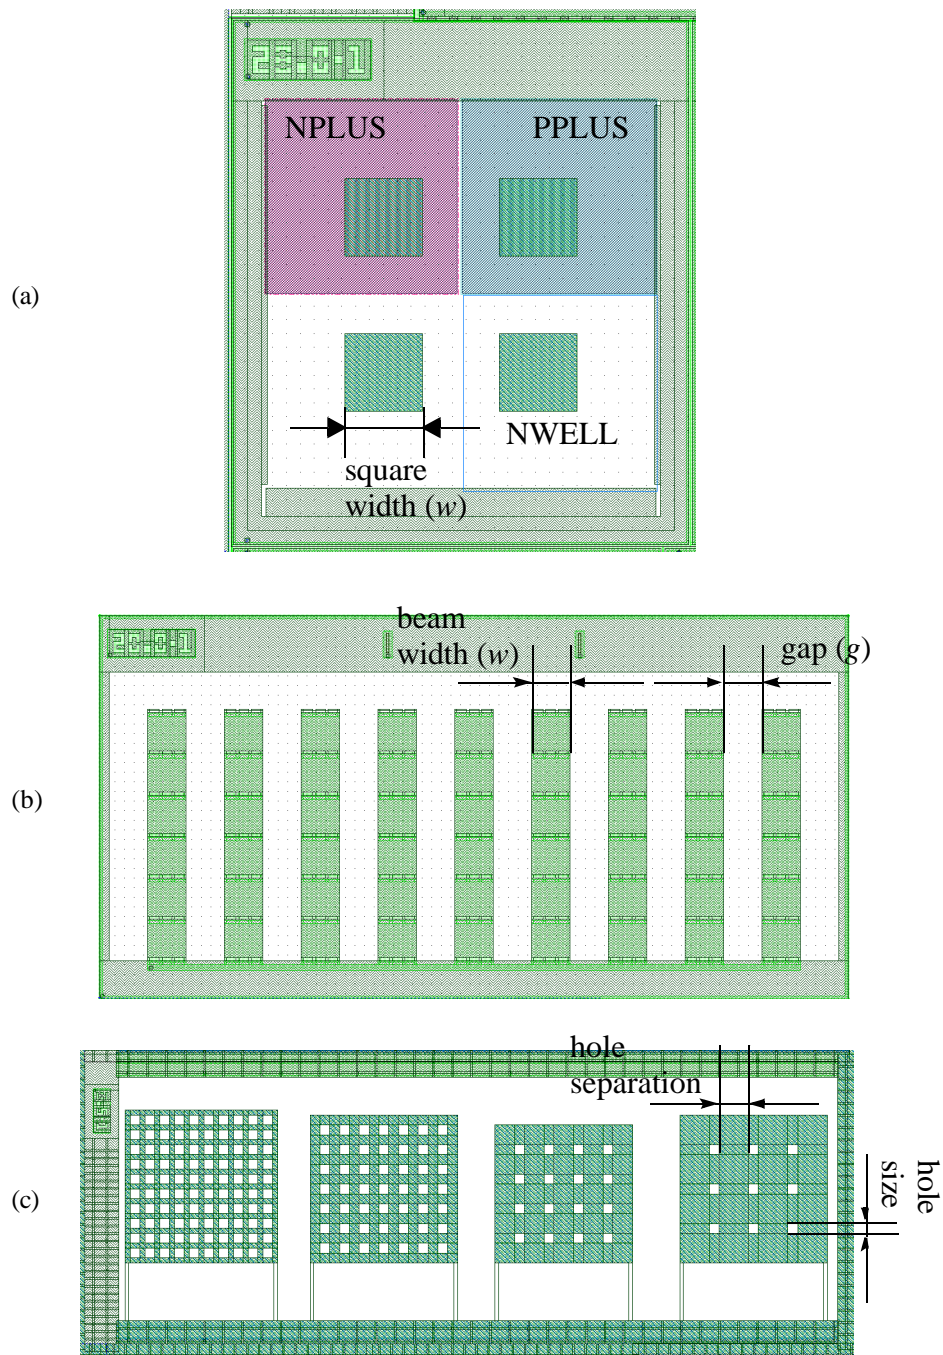 NPLUS
PPLUS
(a)
NWELL
square
width (w)
beam
width (w)
gap (g)
(b)
hole
separation
(c)
hole
size